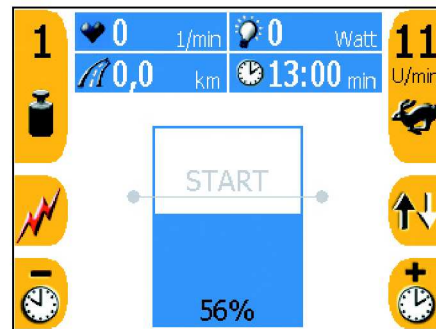 1
0 1/min
0 Watt
11
U/min
0,0 km
13:00 min
START
56%
- +